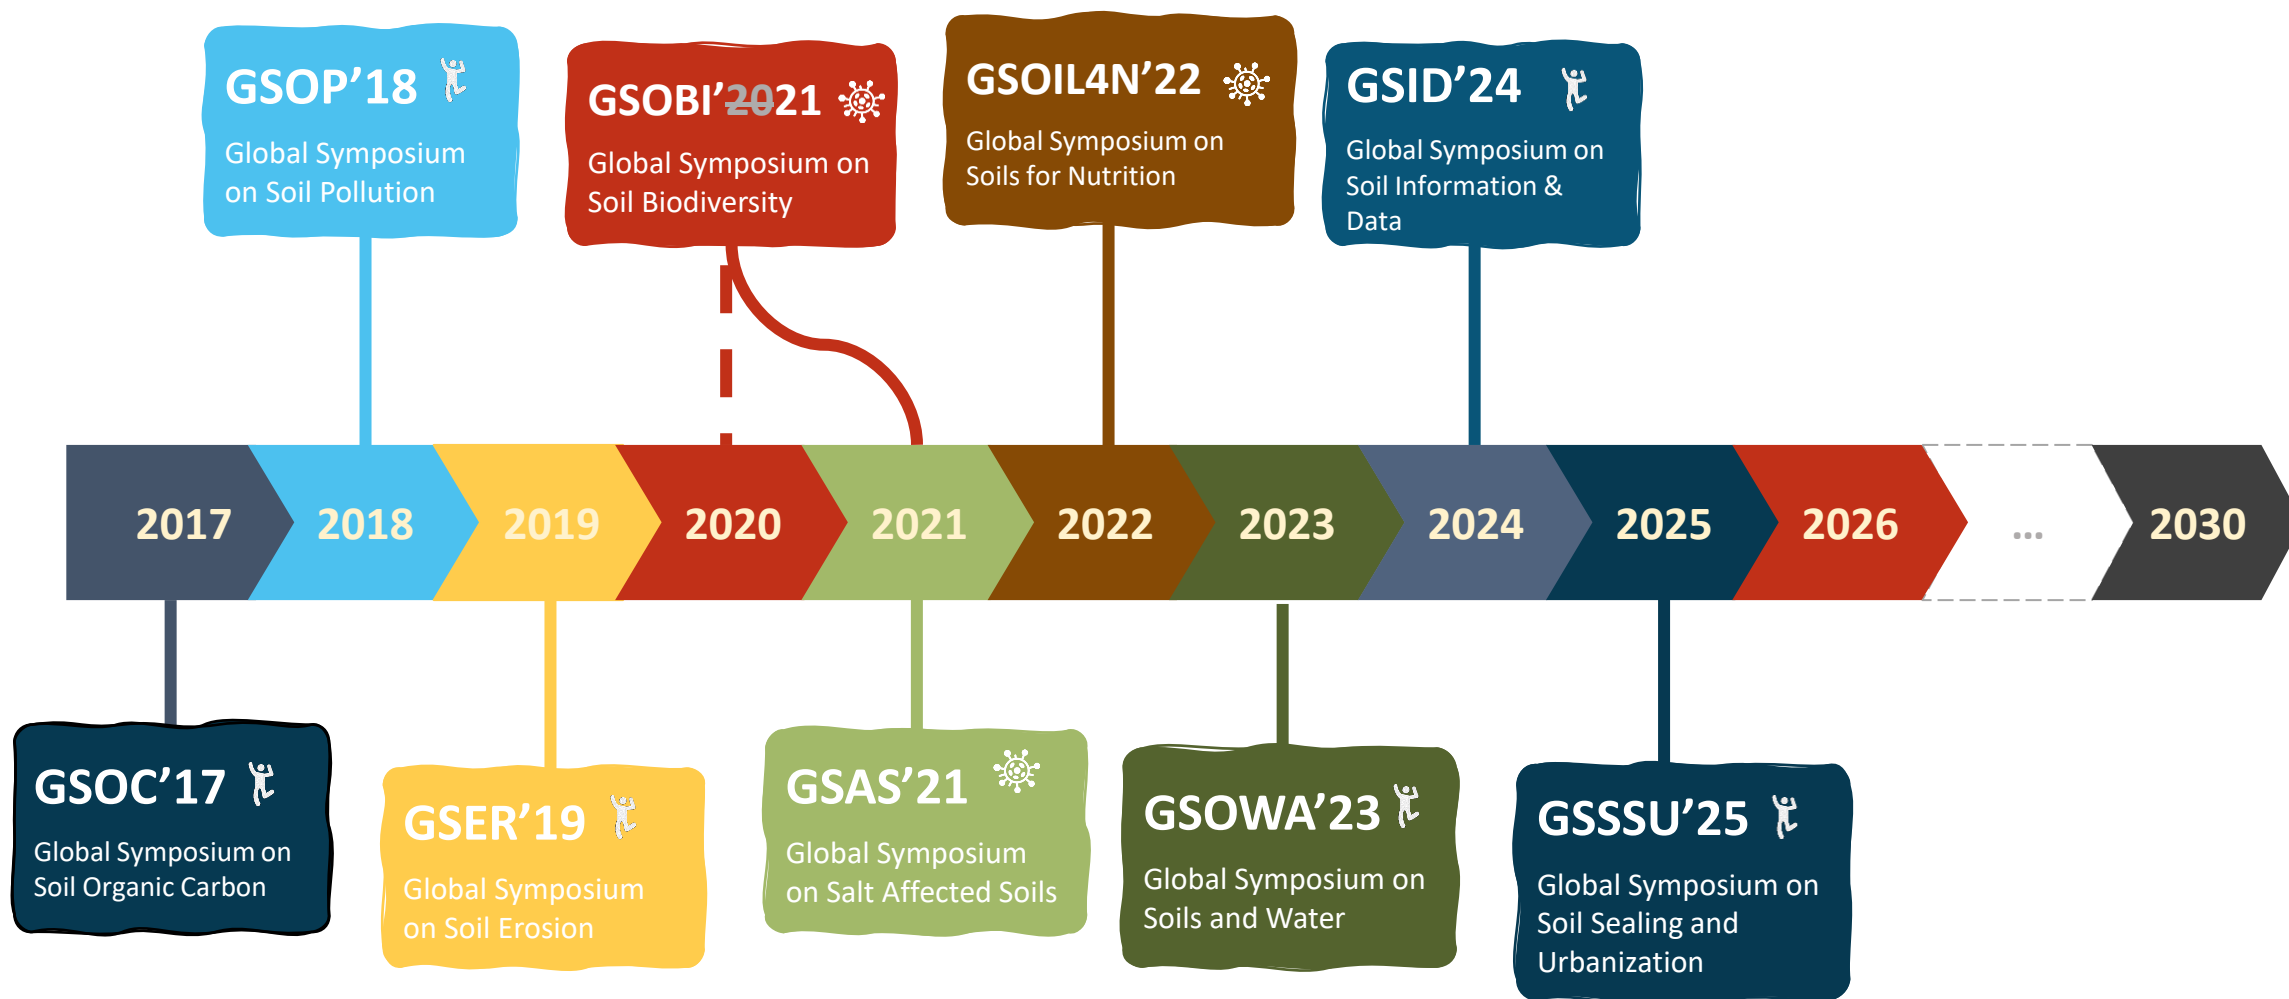 GSOP’18
Global Symposium
on Soil Pollution
GSOBI’2021
Global Symposium on
Soil Biodiversity
GSOIL4N’22
Global Symposium on
Soils for Nutrition
GSID’24
Global Symposium on
Soil Information &
Data
2017
2018
2019
2020
2021
2022
2023
2024
2025
2026
...
2030
GSOC’17
Global Symposium on
Soil Organic Carbon
GSER’19
Global Symposium
on Soil Erosion
GSAS’21
Global Symposium
on Salt Affected Soils
GSOWA’23
Global Symposium on
Soils and Water
GSSSU’25
Global Symposium on
Soil Sealing and
Urbanization